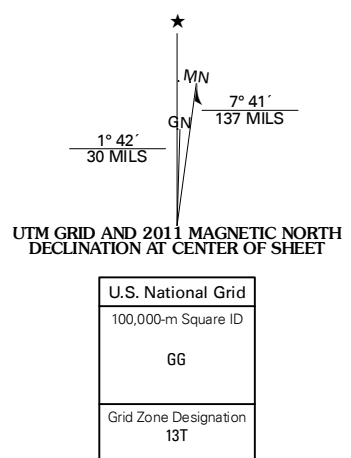 ★
MN
GN
7° 41´
137 MILS
1° 42´
30 MILS
UTM GRID AND 2011 MAGNETIC NORTH
DECLINATION AT CENTER OF SHEET
U.S. National Grid
100,000-m Square ID
GG
Grid Zone Designation
13T